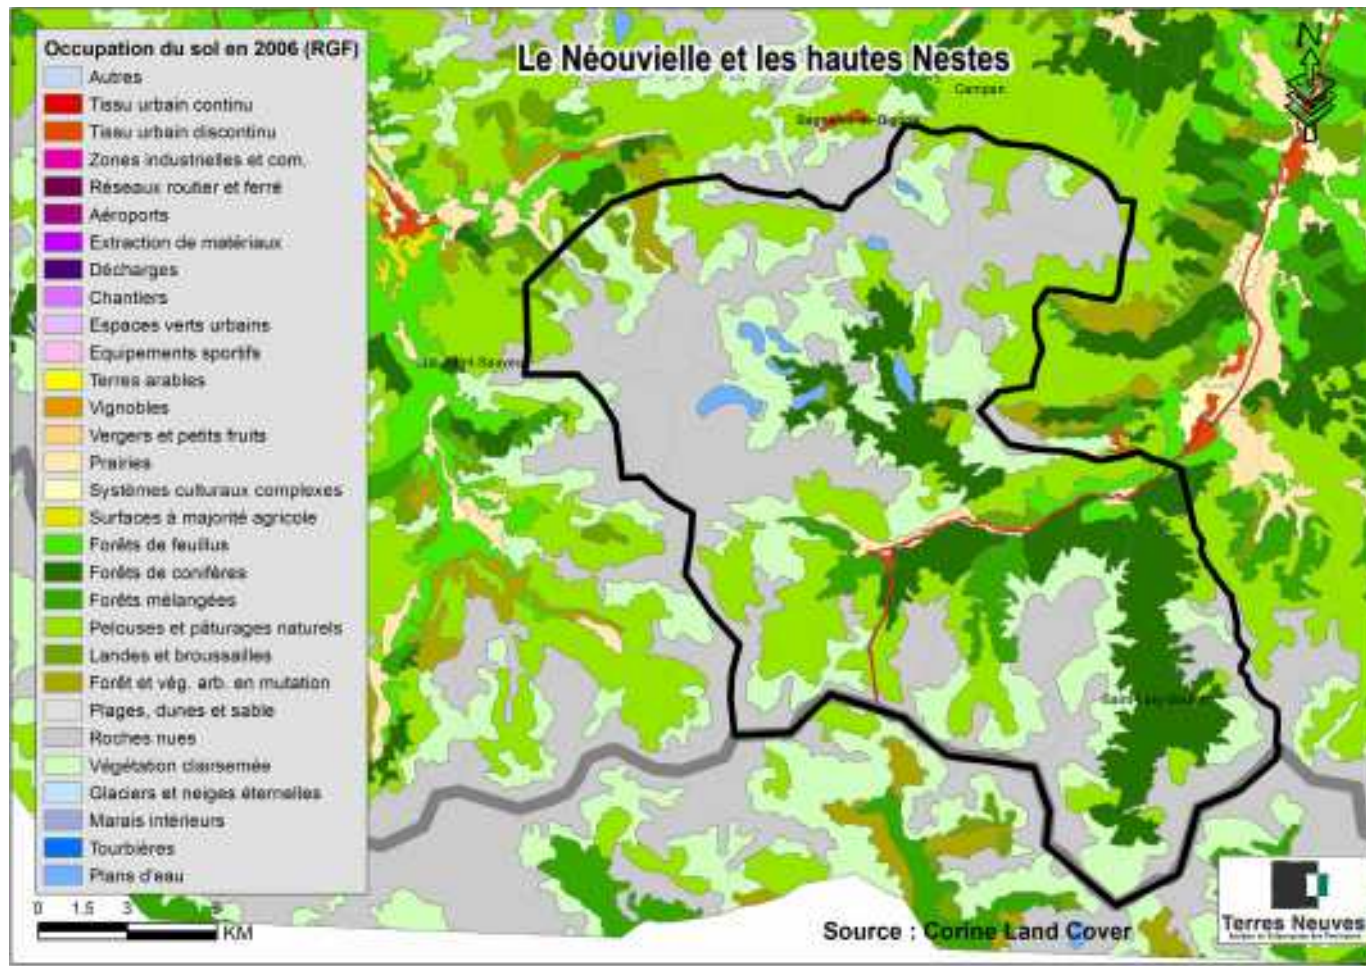 Le Néouvielle et les hautes Nestes
Campan
N
Occupation du sol en 2006 (RGF)
Autres
Tissu urbain continu
Tissu urbain discontinu
Zones industrielles et com.
Réseaux routier et ferré
Aéroports
Extraction de matériaux
Décharges
Chantiers
Espaces verts urbains
Equipements sportifs
Terres arables
Vignobles
Vergers et petits fruits
Prairies
Systèmes culturaux complexes
Surfaces à majorité agricole
Forêts de feuillus
Forêts de conifères
Forêts mélangées
Pelouses et pâturages naturels
Landes et broussailles
Forêt et vég. arb. en mutation
Plages, dunes et sable
Roches nues
Végétation clairsemée
Glaciers et neiges éternelles
Marais intérieurs
Tourbières
Plans d'eau
0 1.5 3
KM
Source : Corine Land Cover
Terres Neuves